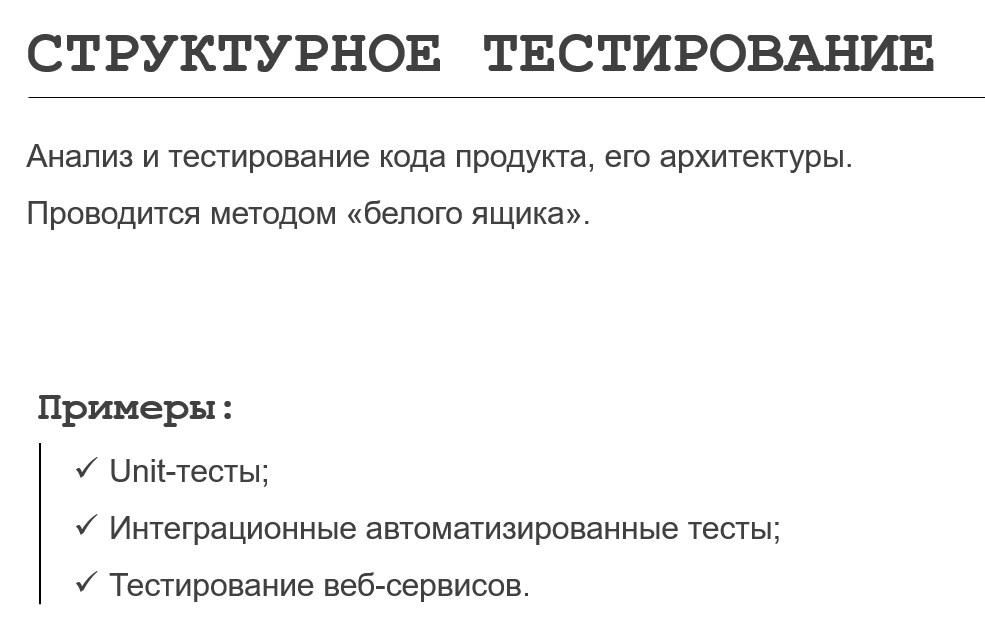 СТРУКТУРНОЕ ТЕСТИРОВАНИЕ
Анализ и тестирование кода продукта, его архитектуры.
Проводится методом «белого ящика».
Примеры:
✓ Unit-тесты;
✓ Интеграционные автоматизированные тесты;
✓ Тестирование веб-сервисов.